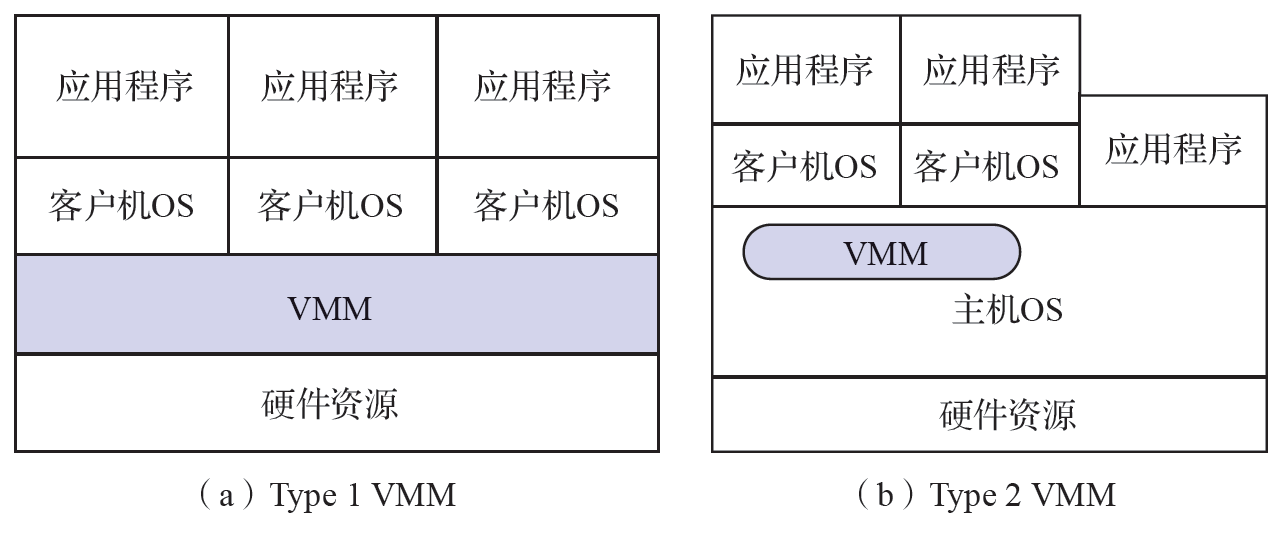 应用程序 应用程序 应用程序
客户机OS 客户机OS 客户机OS
VMM
硬件资源
（a）Type 1 VMM
应用程序 应用程序
应用程序
客户机OS 客户机OS
VMM
主机OS
硬件资源
（b）Type 2 VMM